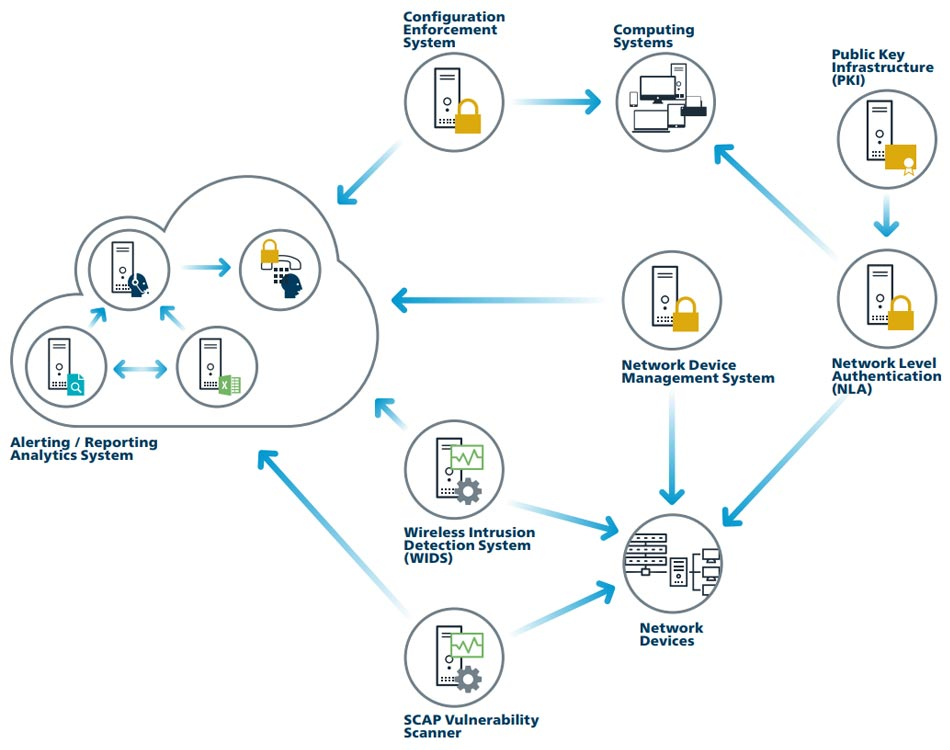 Configuration
Enforcement
System
Computing
Systems
Public Key
Infrastructure
(PKI)
Network Device
Management System
Network Level
Authentication
(NLA)
Alerting / Reporting
Analytics System
Wireless Intrusion
Detection System
(WIDS)
Network
Devices
SCAP Vulnerability
Scanner
X